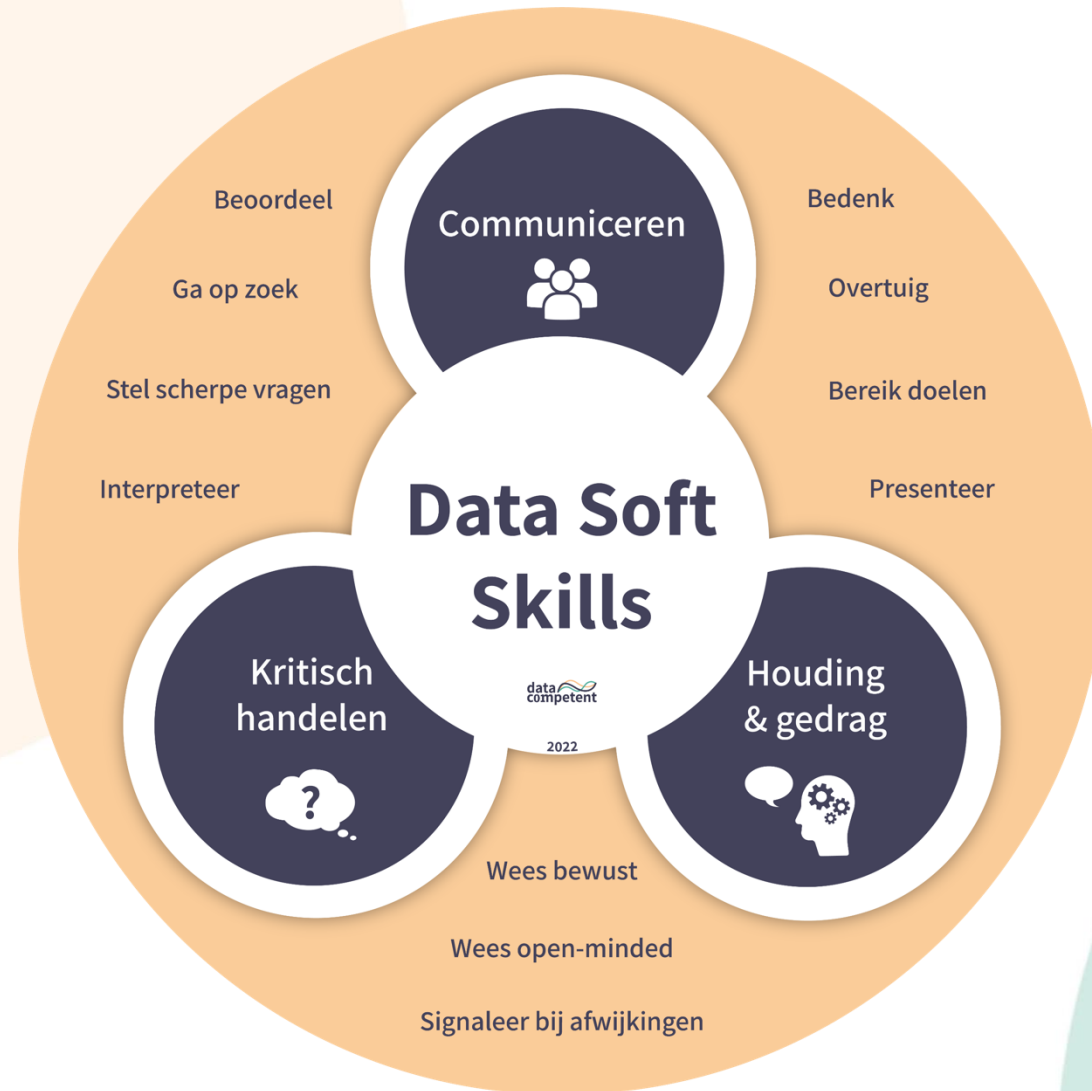 Communiceren
Beoordeel
Ga op zoek
Stel scherpe vragen
Interpreteer
Bedenk
Overtuig
Bereik doelen
Presenteer
Data Soft
Skills
data
competent
2022
Kritisch
handelen
?
Houding
& gedrag
Wees bewust
Wees open-minded
Signaleer bij afwijkingen